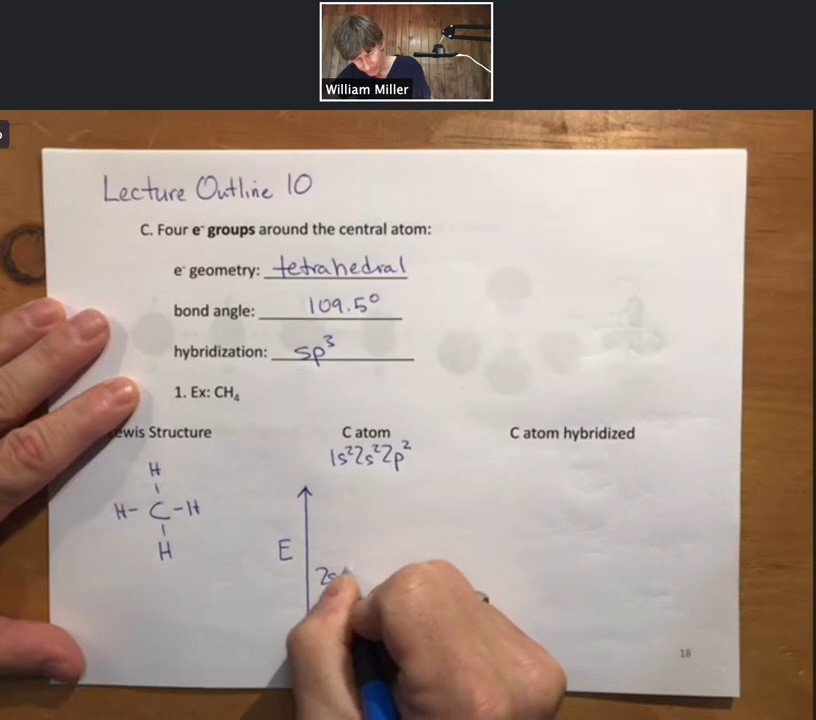 William Miller
Lecture Outline 10
C. Four e⁻ groups around the central atom:
e⁻ geometry: tetrahedral
bond angle: 109.5°
hybridization: sp³
1. Ex: CH₄
ewis Structure
C atom
C atom hybridized
1s²2s²2p²
H
H-C-H
H
E
2s
18